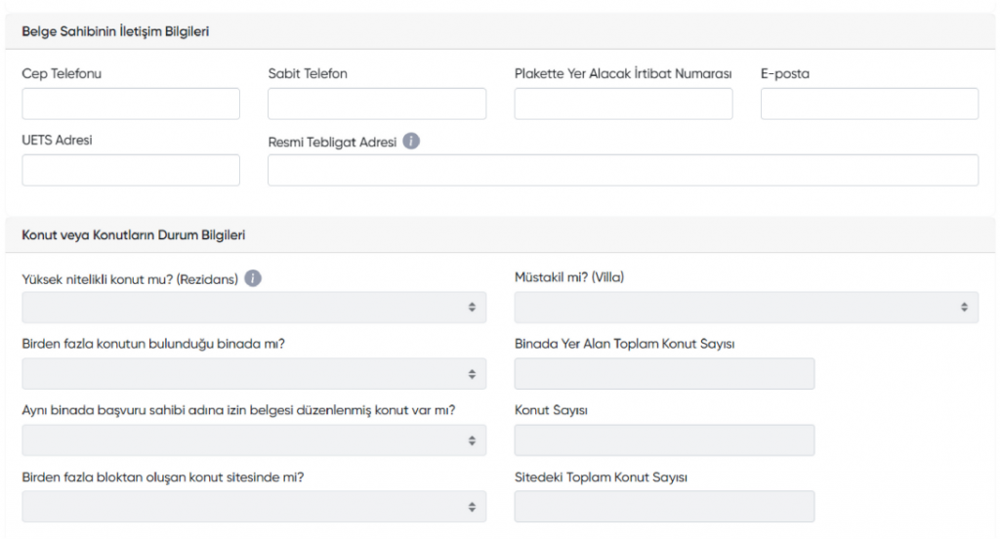 Belge Sahibinin İletişim Bilgileri
Cep Telefonu
Sabit Telefon
Plakette Yer Alacak İrtibat Numarası
E-posta
UETS Adresi
Resmi Tebligat Adresi i
Konut veya Konutların Durum Bilgileri
Yüksek nitelikli konut mu? (Rezidans) i
Müstakil mi? (Villa)
Birden fazla konutun bulunduğu binada mı?
Binada Yer Alan Toplam Konut Sayısı
Aynı binada başvuru sahibi adına izin belgesi düzenlenmiş konut var mı?
Konut Sayısı
Birden fazla bloktan oluşan konut sitesinde mi?
Sitedeki Toplam Konut Sayısı